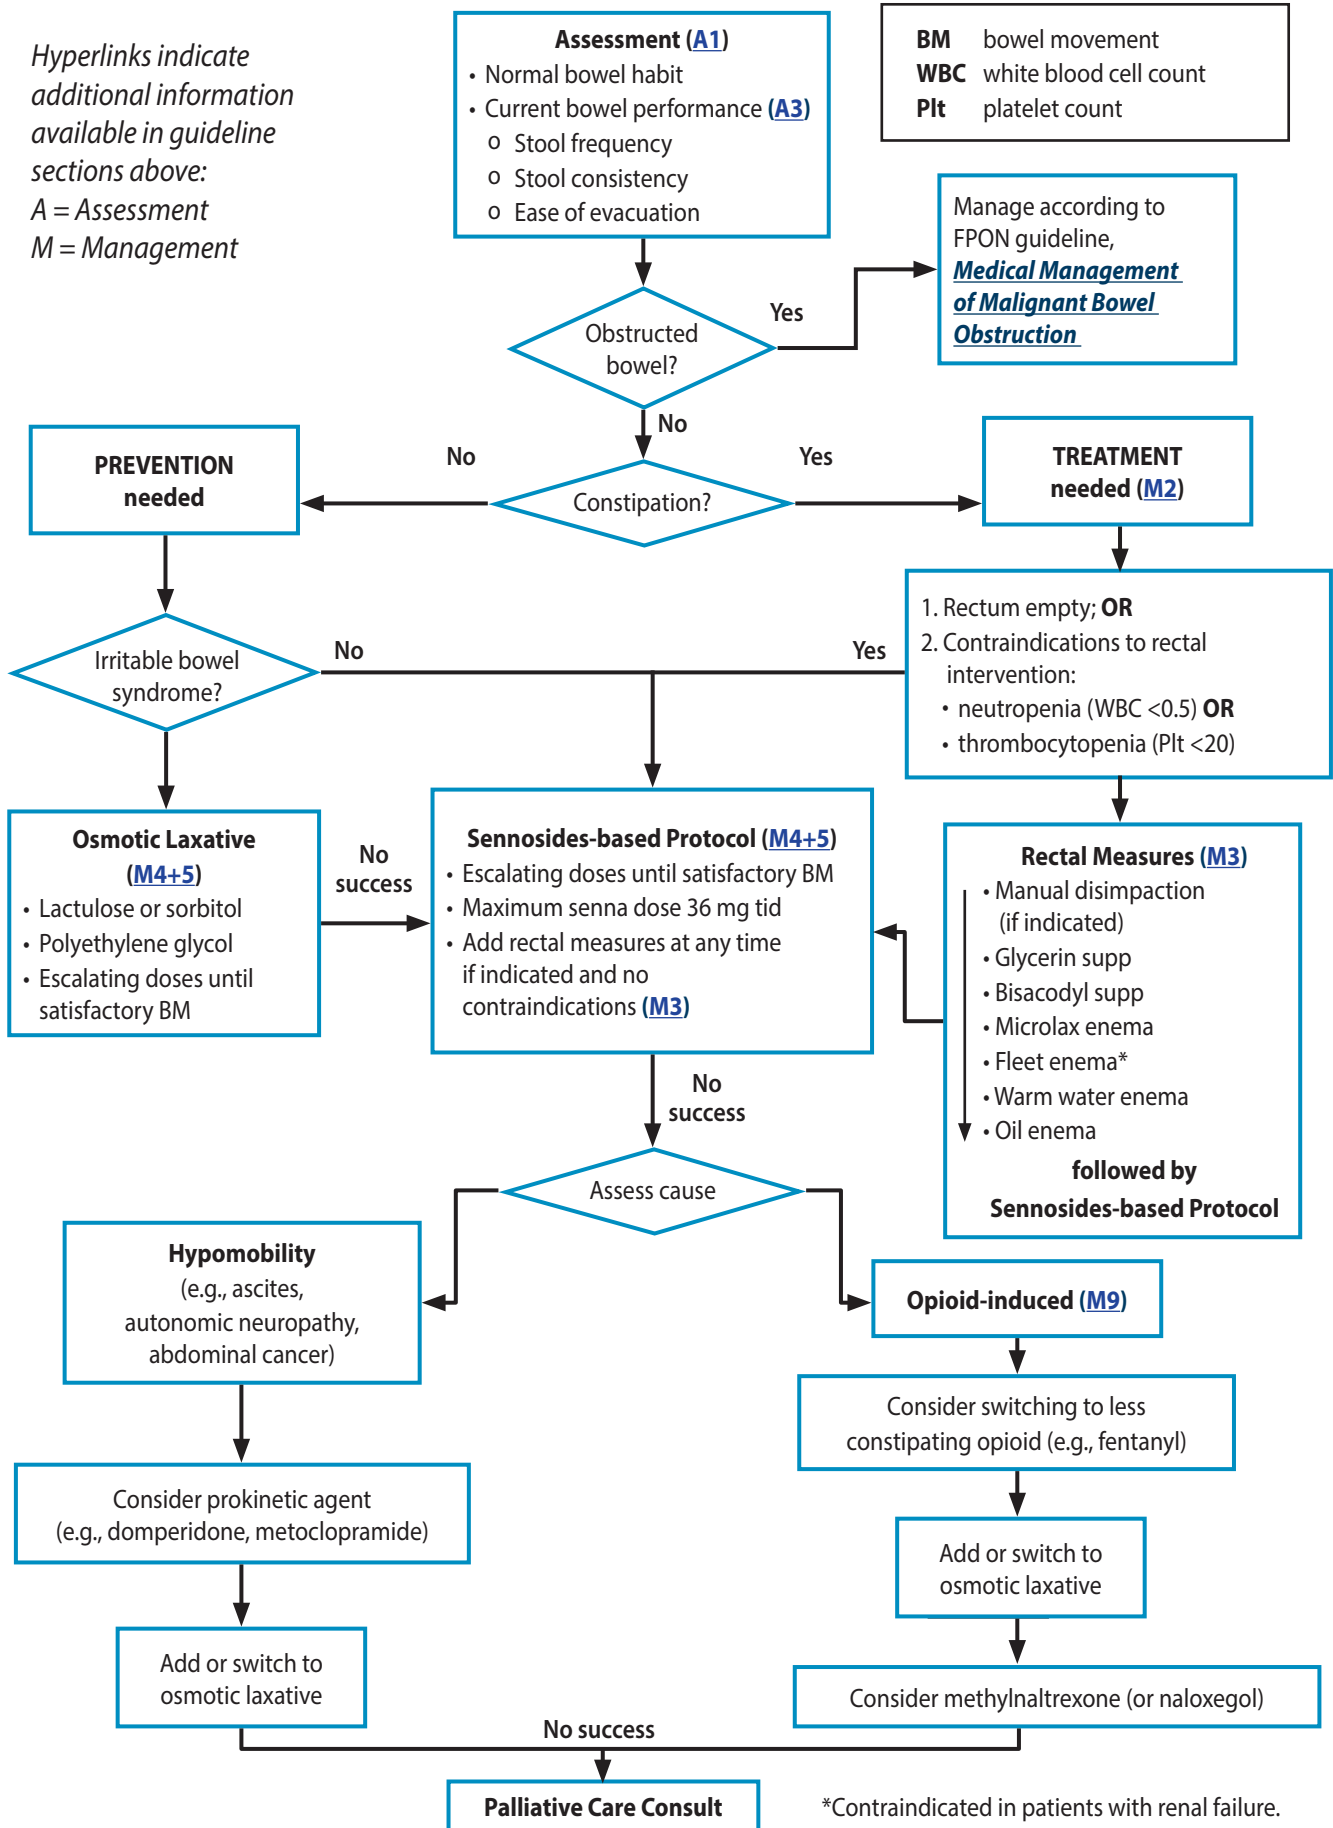 Hyperlinks indicate
additional information
available in guideline
sections above:
A = Assessment
M = Management
Assessment (A1)
• Normal bowel habit
• Current bowel performance (A3)
o Stool frequency
o Stool consistency
o Ease of evacuation
BM bowel movement
WBC white blood cell count
Plt platelet count
Manage according to
FPON guideline,
Medical Management
of Malignant Bowel
Obstruction
Obstructed
bowel?
Yes
No
PREVENTION
needed
No
Constipation?
Yes
TREATMENT
needed (M2)
Irritable bowel
syndrome?
No
Yes
1. Rectum empty; OR
2. Contraindications to rectal
intervention:
• neutropenia (WBC <0.5) OR
• thrombocytopenia (Plt <20)
Osmotic Laxative
(M4+5)
• Lactulose or sorbitol
• Polyethylene glycol
• Escalating doses until
satisfactory BM
No
success
Sennosides-based Protocol (M4+5)
• Escalating doses until satisfactory BM
• Maximum senna dose 36 mg tid
• Add rectal measures at any time
if indicated and no
contraindications (M3)
Rectal Measures (M3)
• Manual disimpaction
(if indicated)
• Glycerin supp
• Bisacodyl supp
• Microlax enema
• Fleet enema*
• Warm water enema
• Oil enema
followed by
Sennosides-based Protocol
No
success
Assess cause
Hypomobility
(e.g., ascites,
autonomic neuropathy,
abdominal cancer)
Opioid-induced (M9)
Consider switching to less
constipating opioid (e.g., fentanyl)
Consider prokinetic agent
(e.g., domperidone, metoclopramide)
Add or switch to
osmotic laxative
Add or switch to
osmotic laxative
Consider methylnaltrexone (or naloxegol)
No success
Palliative Care Consult
*Contraindicated in patients with renal failure.